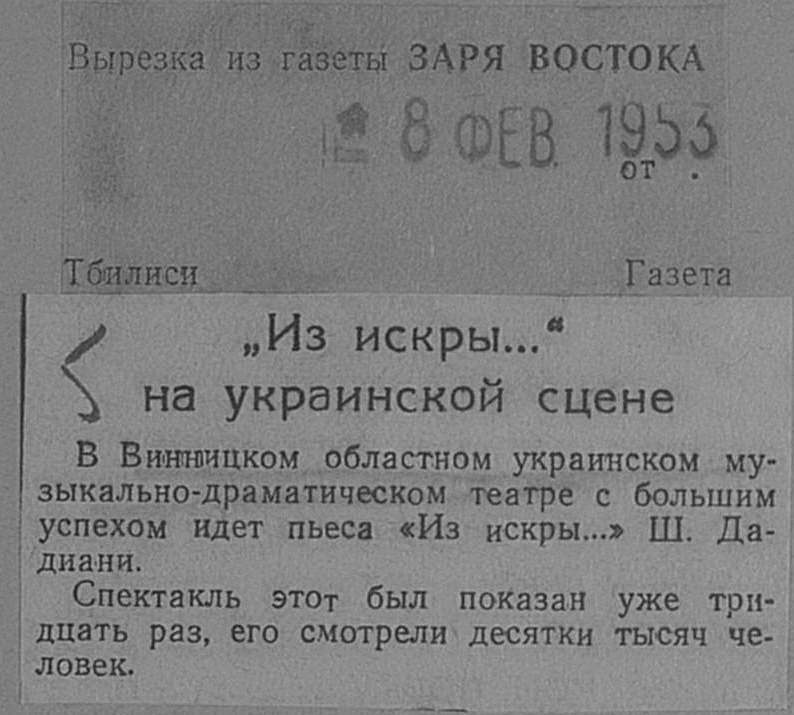 Вырезка из газеты ЗАРЯ ВОСТОКА
8 ФЕВ. 1953
от .
Тбилиси Газета
„Из искры...“
на украинской сцене
В Винницком областном украинском му-
зыкально-драматическом театре с большим
успехом идет пьеса «Из искры...» Ш. Да-
диани.
Спектакль этот был показан уже три-
дцать раз, его смотрели десятки тысяч че-
ловек.